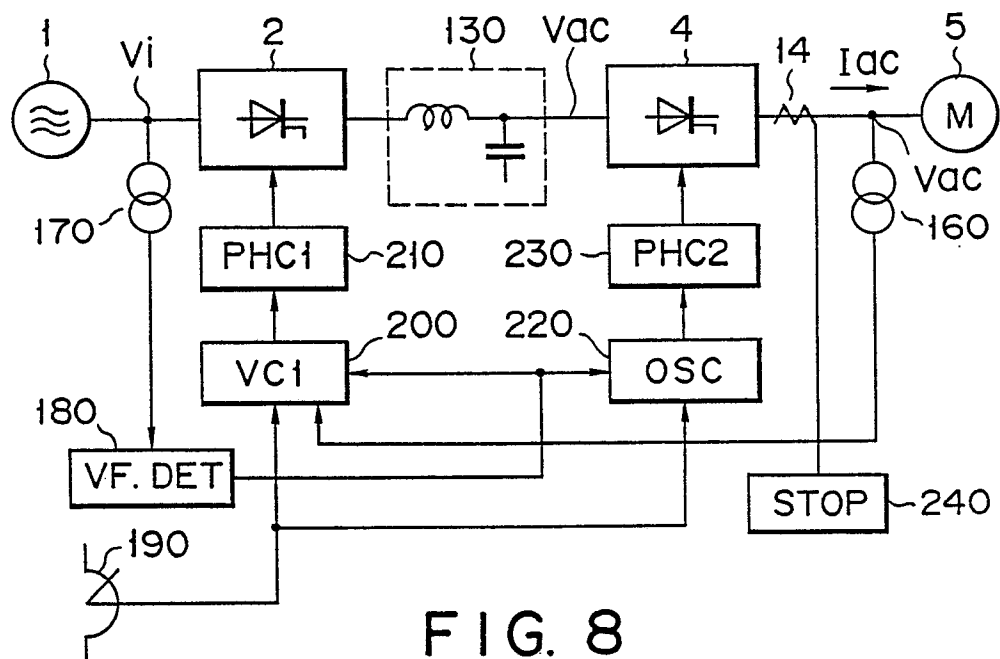 1
Vi
2
130
Vac
4
14
Iac
5
M
Vac
170
160
PHC1
210
230
PHC2
200
220
VC1
OSC
180
VF. DET
STOP
240
190
FIG. 8